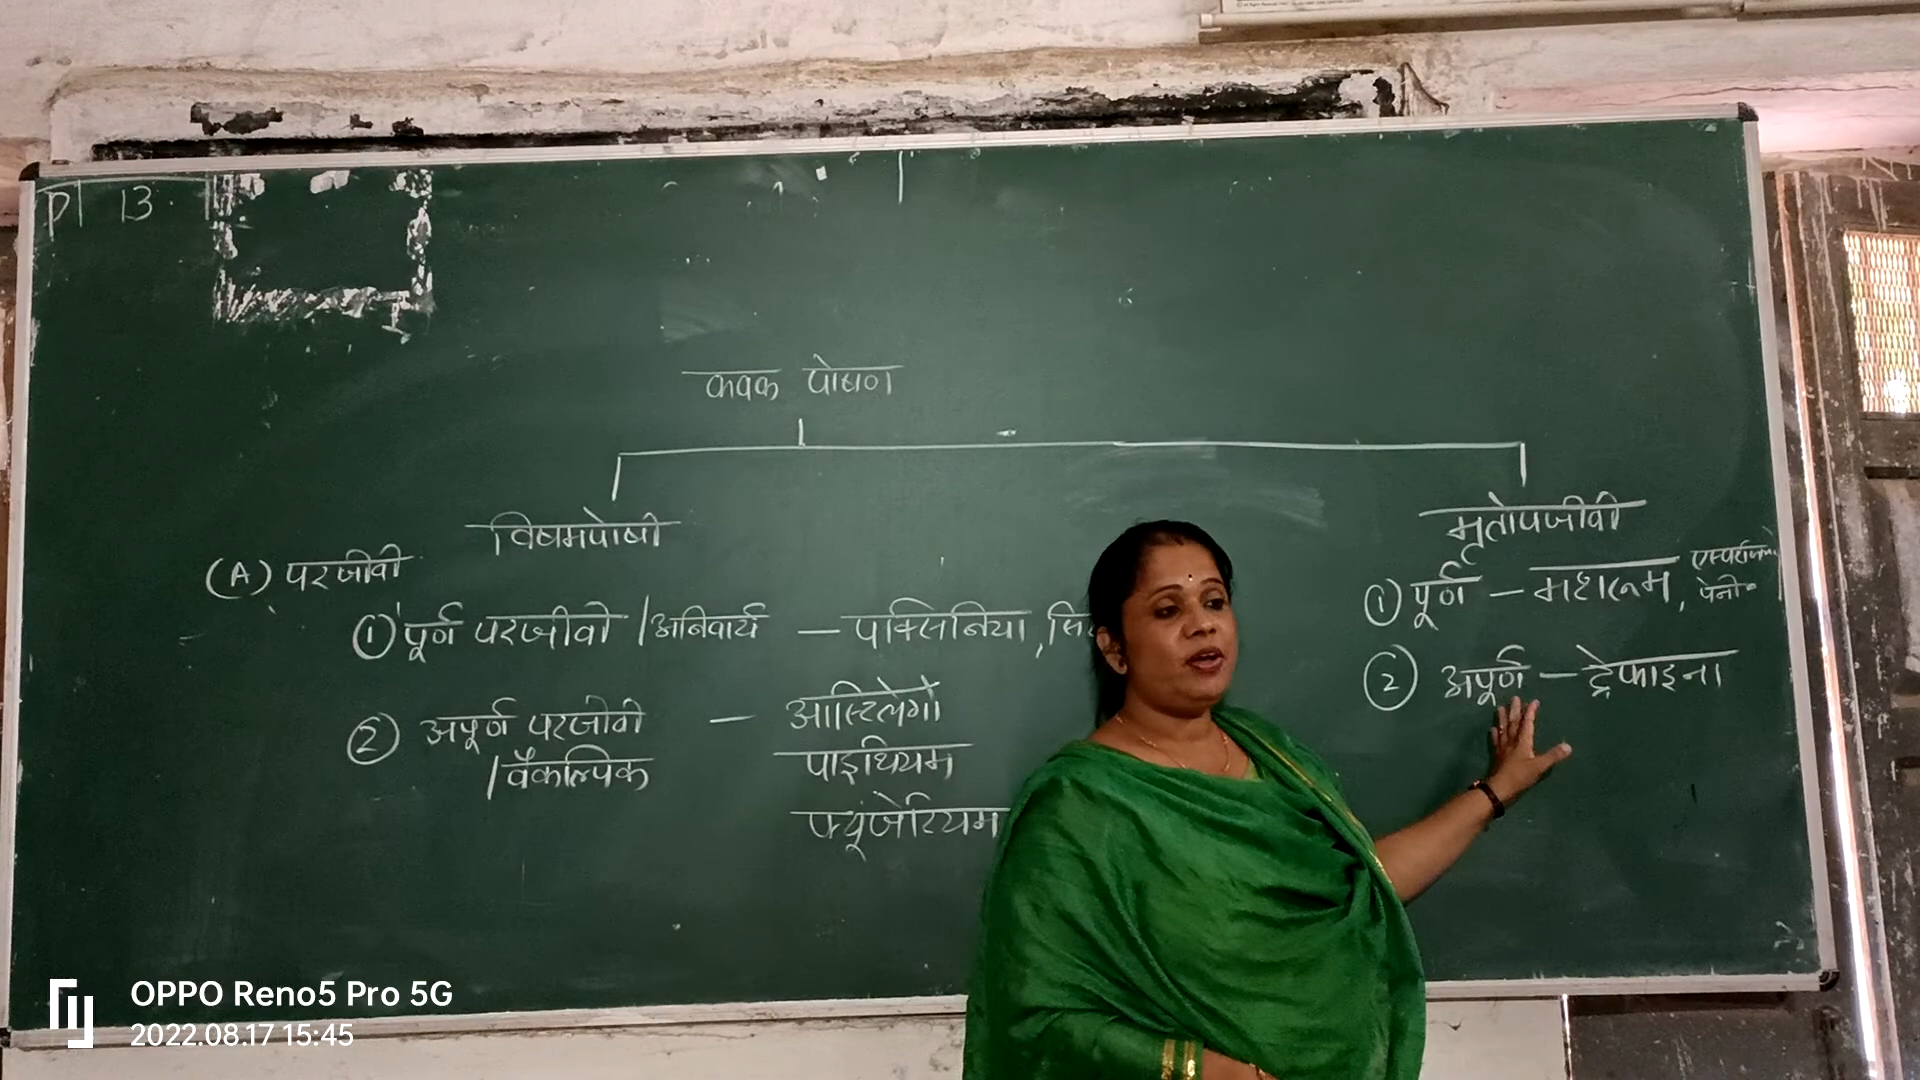 P 13.
कवक पोषण
विषमपोषी
मृतोपजीवी
(A) परजीवी
① पूर्ण परजीवी / अनिवार्य — पक्सिनिया,
② अपूर्ण परजीवी — आस्टिलेगो
/ वैकल्पिक
पाइथियम
फ्यूजेरियम
① पूर्ण — मशरूम, पेनी॰
② अपूर्ण — ट्रेफाइना
OPPO Reno5 Pro 5G
2022.08.17 15:45